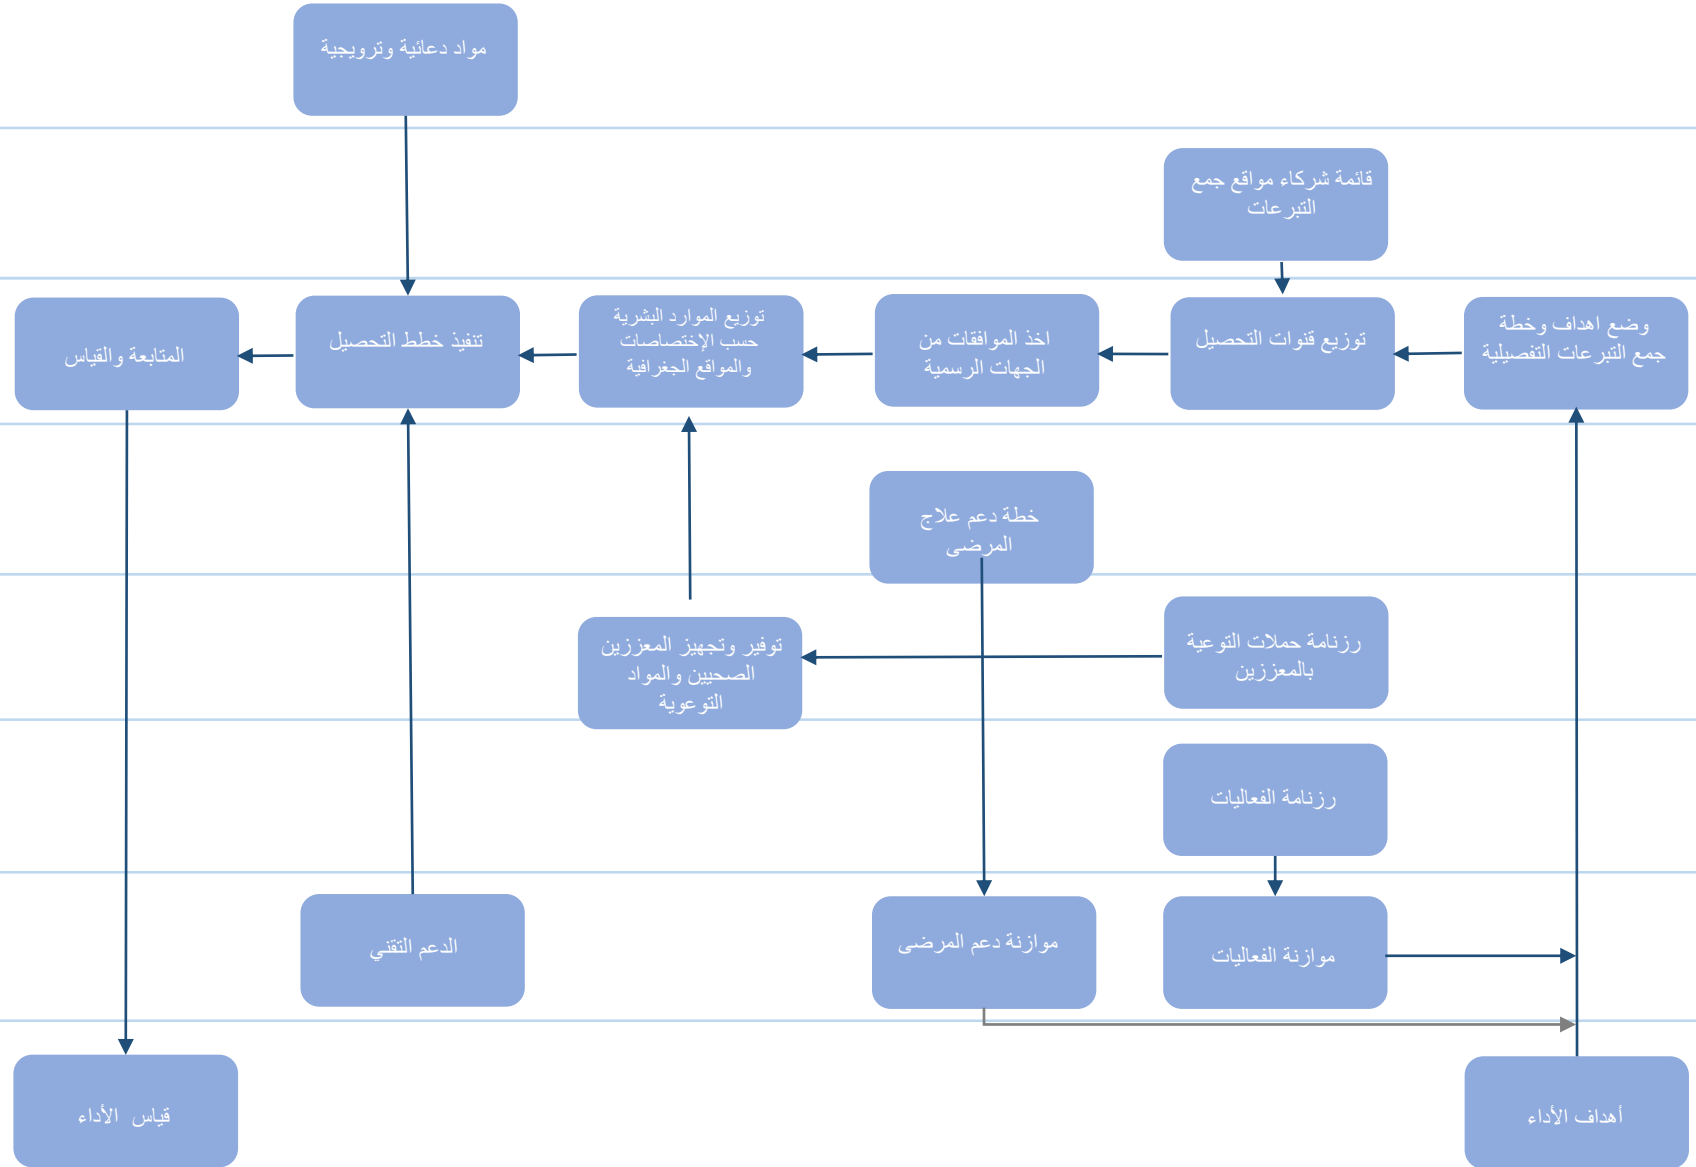 مواد دعائية وترويجية
قائمة شركاء مواقع جمع
التبرعات
وضع اهداف وخطة
جمع التبرعات التفصيلية
توزيع قنوات التحصيل
اخذ الموافقات من
الجهات الرسمية
توزيع الموارد البشرية
حسب الإختصاصات
والمواقع الجغرافية
تنفيذ خطط التحصيل
المتابعة والقياس
خطة دعم علاج
المرضى
رزنامة حملات التوعية
بالمعززين
توفير وتجهيز المعززين
الصحيين والمواد
التوعوية
رزنامة الفعاليات
موازنة الفعاليات
موازنة دعم المرضى
الدعم التقني
أهداف الأداء
قياس الأداء